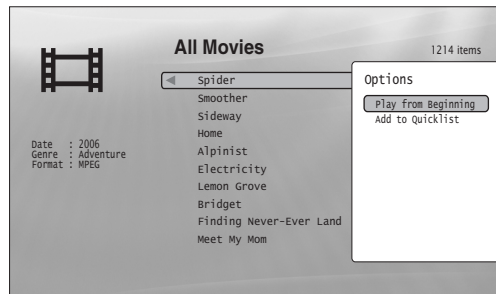 All Movies
1214 items
Spider
Smoother
Sideway
Home
Alpinist
Electricity
Lemon Grove
Bridget
Finding Never-Ever Land
Meet My Mom
Date : 2006
Genre : Adventure
Format : MPEG
Options
Play from Beginning
Add to Quicklist